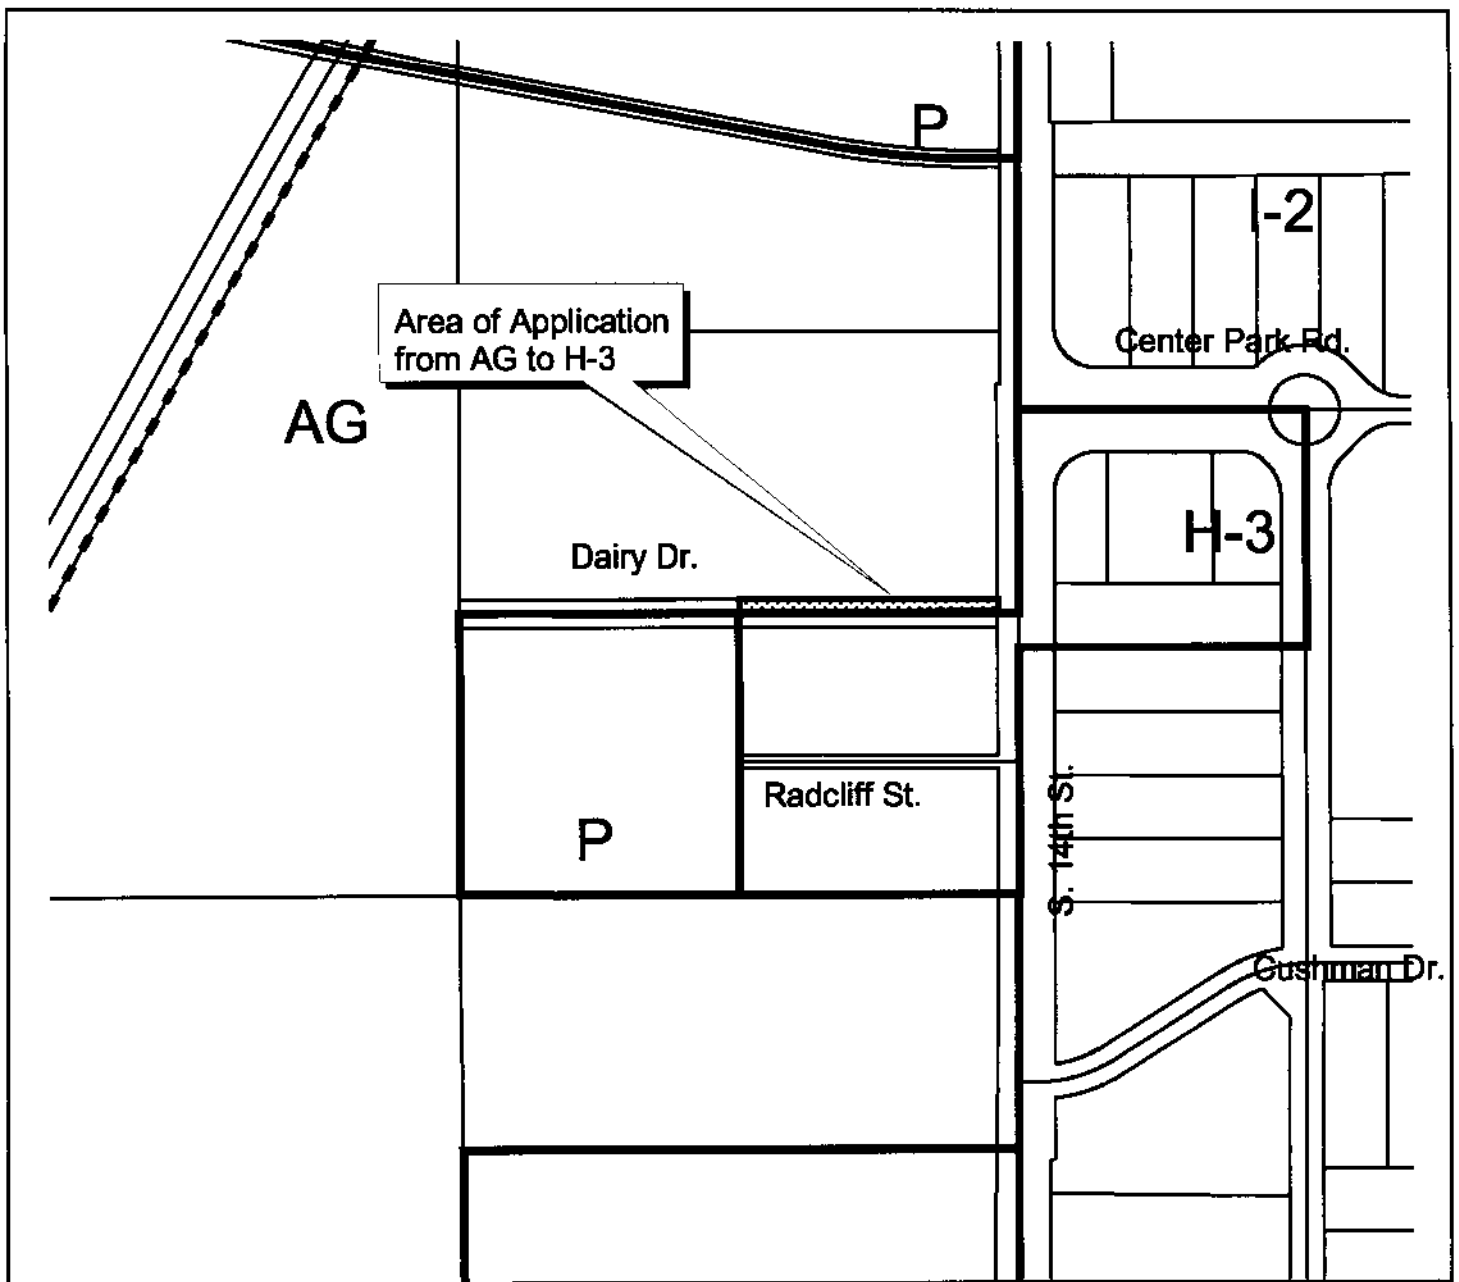 P
I-2
Area of Application
from AG to H-3
Center Park Rd.
AG
H-3
Dairy Dr.
Radcliff St.
P
S. 14th St.
Cushman Dr.